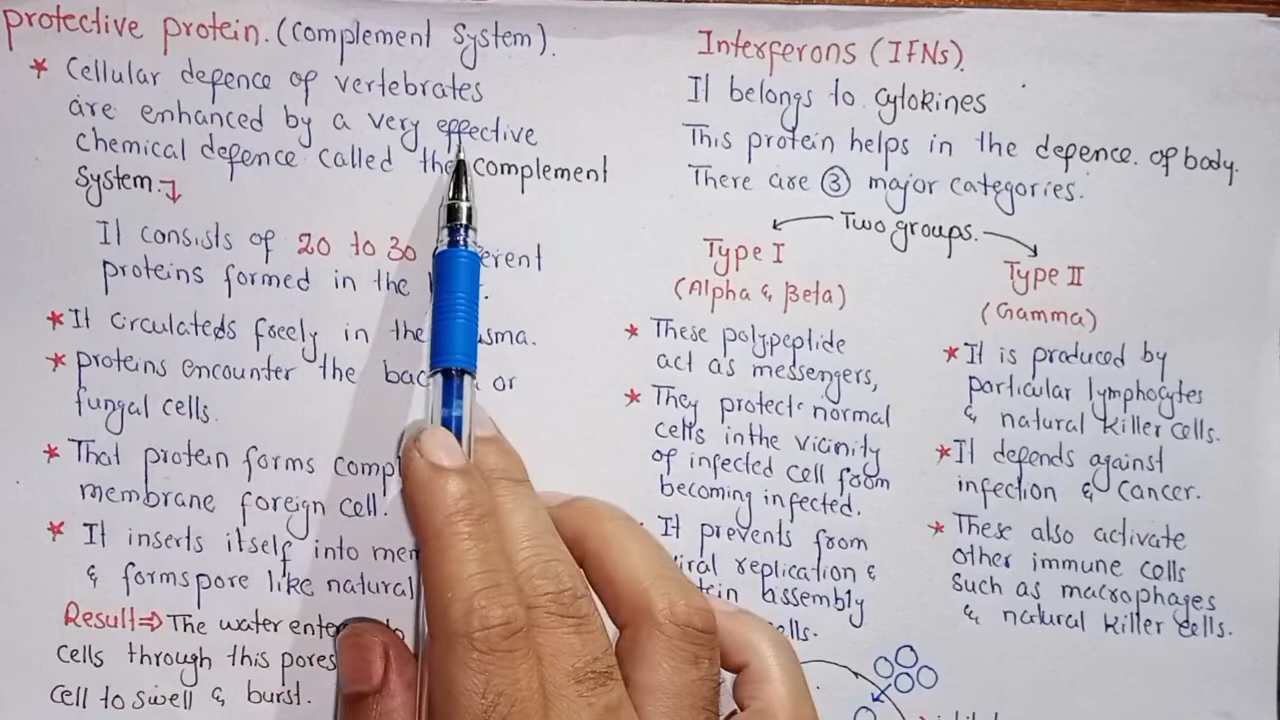 protective protein. (complement System).
* Cellular defence of vertebrates
are enhanced by a very effective
chemical defence called the complement
System.↓
It consists of 20 to 30
proteins formed in the
* It circulateds freely in the
* proteins encounter the or
fungal cells.
* That protein forms
membrane foreign cell.
* It inserts itself into
& forms pore like natural
Result⇒ The water
cells through this pores
cell to swell & burst.
Interferons (IFNs).
It belongs to cytokines
This protein helps in the defence. of body.
There are ③ major categories.
Two groups.
Type I
(Alpha & Beta)
* These polypeptide
act as messengers,
* They protect normal
cells in the vicinity
of infected cell from
becoming infected.
It prevents from
replication &
assembly
Type II
(Gamma)
* It is produced by
particular lymphocytes
& natural killer cells.
* It defends against
infection & cancer.
* These also activate
other immune cells
such as macrophages
& natural killer cells.